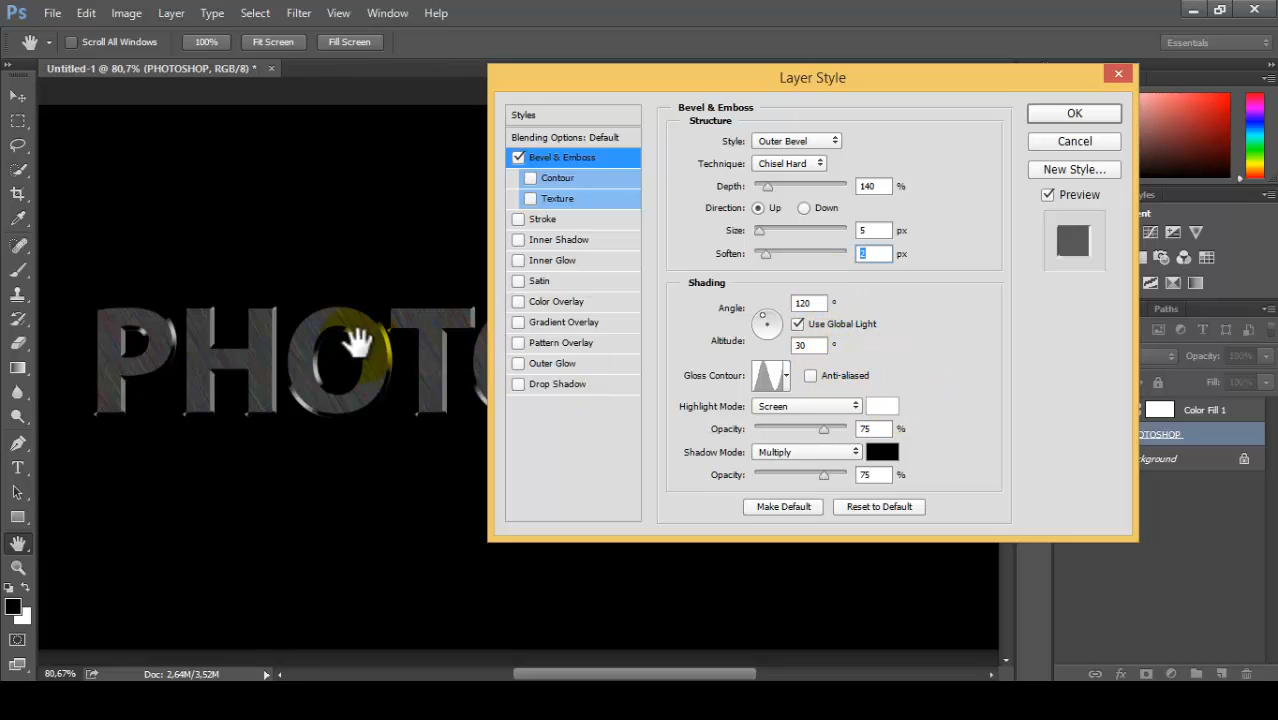 Ps File Edit Image Layer Type Select Filter View Window Help
Scroll All Windows 100% Fit Screen Fill Screen Essentials
Untitled-1 @ 80,7% (PHOTOSHOP, RGB/8) * ×
Layer Style
Styles
Blending Options: Default
Bevel & Emboss
Contour
Texture
Stroke
Inner Shadow
Inner Glow
Satin
Color Overlay
Gradient Overlay
Pattern Overlay
Outer Glow
Drop Shadow
Bevel & Emboss
Structure
Style: Outer Bevel
Technique: Chisel Hard
Depth: 140 %
Direction: Up Down
Size: 5 px
Soften: 2 px
Shading
Angle: 120 °
Use Global Light
Altitude: 30 °
Gloss Contour: Anti-aliased
Highlight Mode: Screen
Opacity: 75 %
Shadow Mode: Multiply
Opacity: 75 %
Make Default Reset to Default
OK
Cancel
New Style...
Preview
PHOT
Paths
Opacity: 100%
Fill: 100%
Color Fill 1
OTOSHOP
80,67% Doc: 2,64M/3,52M